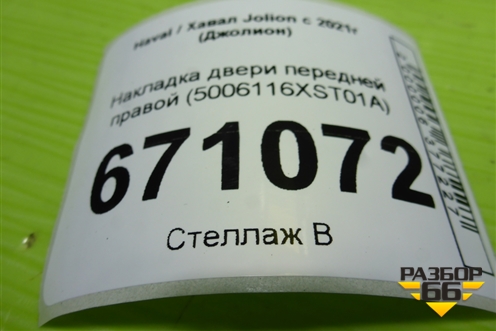 Haval / Хавал Jolion с 2021г
(Джолион)
Накладка двери передней
правой (5006116XST01A)
671072
Стеллаж В
РАЗБОР
66